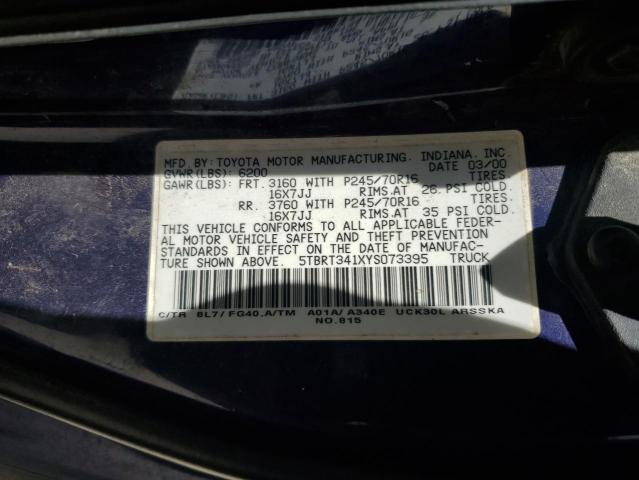 MFD. BY: TOYOTA MOTOR MANUFACTURING. INDIANA. INC.
GVWR(LBS): 6200 DATE 03/00
GAWR(LBS): FRT. 3160 WITH P245/70R16 TIRES.
16X7JJ RIMS.AT 26 PSI COLD.
RR. 3760 WITH P245/70R16 TIRES.
16X7JJ RIMS.AT 35 PSI COLD.
THIS VEHICLE CONFORMS TO ALL APPLICABLE FEDER-
AL MOTOR VEHICLE SAFETY AND THEFT PREVENTION
STANDARDS IN EFFECT ON THE DATE OF MANUFAC-
TURE SHOWN ABOVE. 5TBRT341XYS073395 TRUCK
C/TR 8L7/ FG40.A/TM A01A/ A340E UCK30L ARSSKA
NO.815